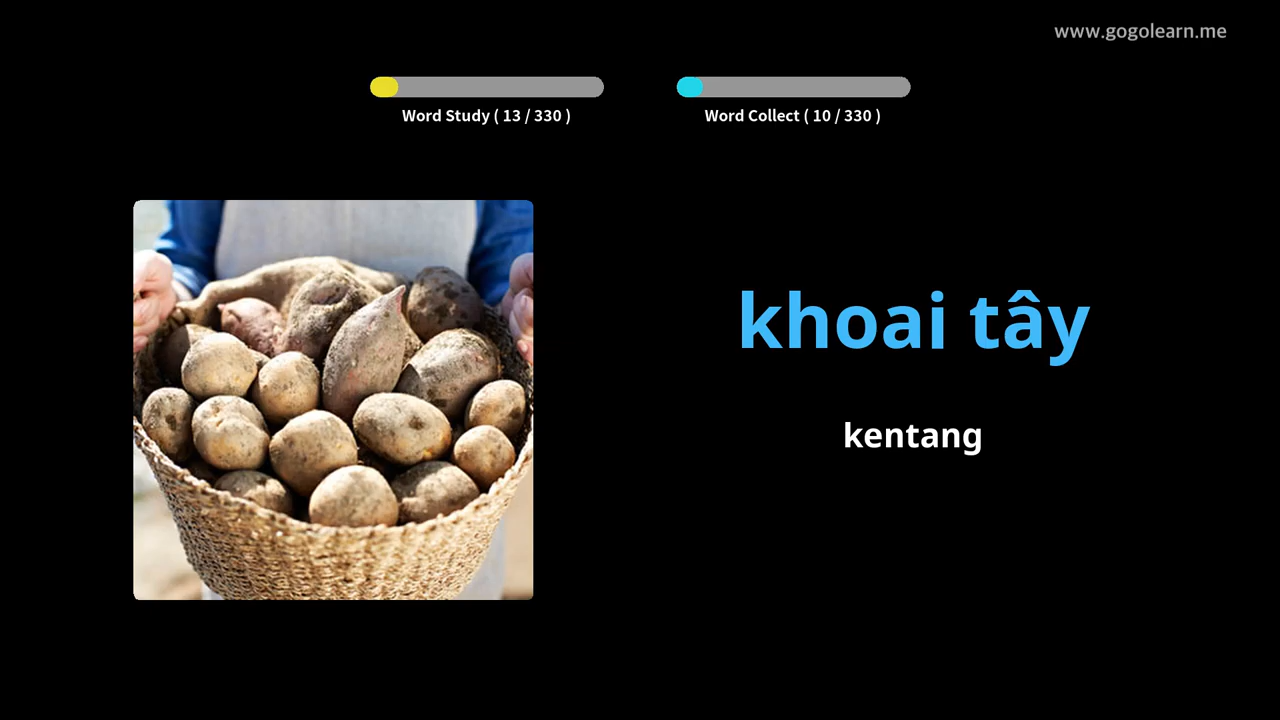 www.gogolearn.me
Word Study ( 13 / 330 )
Word Collect ( 10 / 330 )
khoai tây
kentang